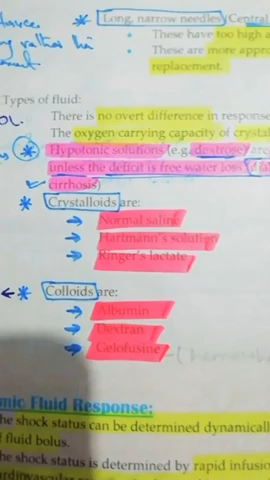 Long, narrow needles (Central
These have too high a
These are more appro
replacement.
Types of fluid:
There is no overt difference in response
The oxygen carrying capacity of crystal
Hypotonic solutions (e.g. dextrose) are
unless the deficit is free water loss
cirrhosis)
Crystalloids are:
Normal saline
Hartmann's solution
Ringer's lactate
Colloids are:
Albumin
Dextran
Gelofusine
mic Fluid Response:
he shock status can be determined dynamically
l fluid bolus.
he shock status is determined by rapid infusion